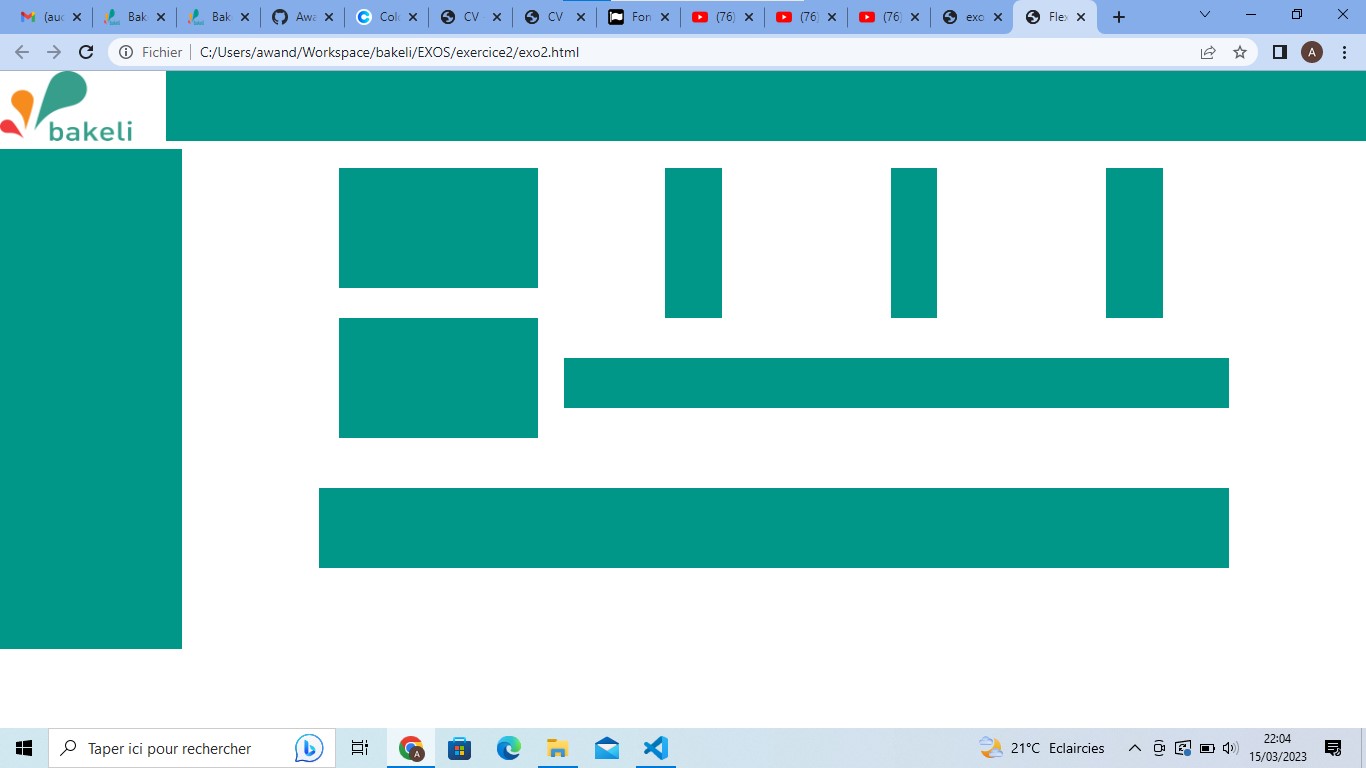 (auc
Bak
Bak
Awa
Colo
CV
CV
Fon
(76)
(76)
(76)
exo
Flex
Fichier
C:/Users/awand/Workspace/bakeli/EXOS/exercice2/exo2.html
A
bakeli
Taper ici pour rechercher
A
21°C Eclaircies
22:04
15/03/2023